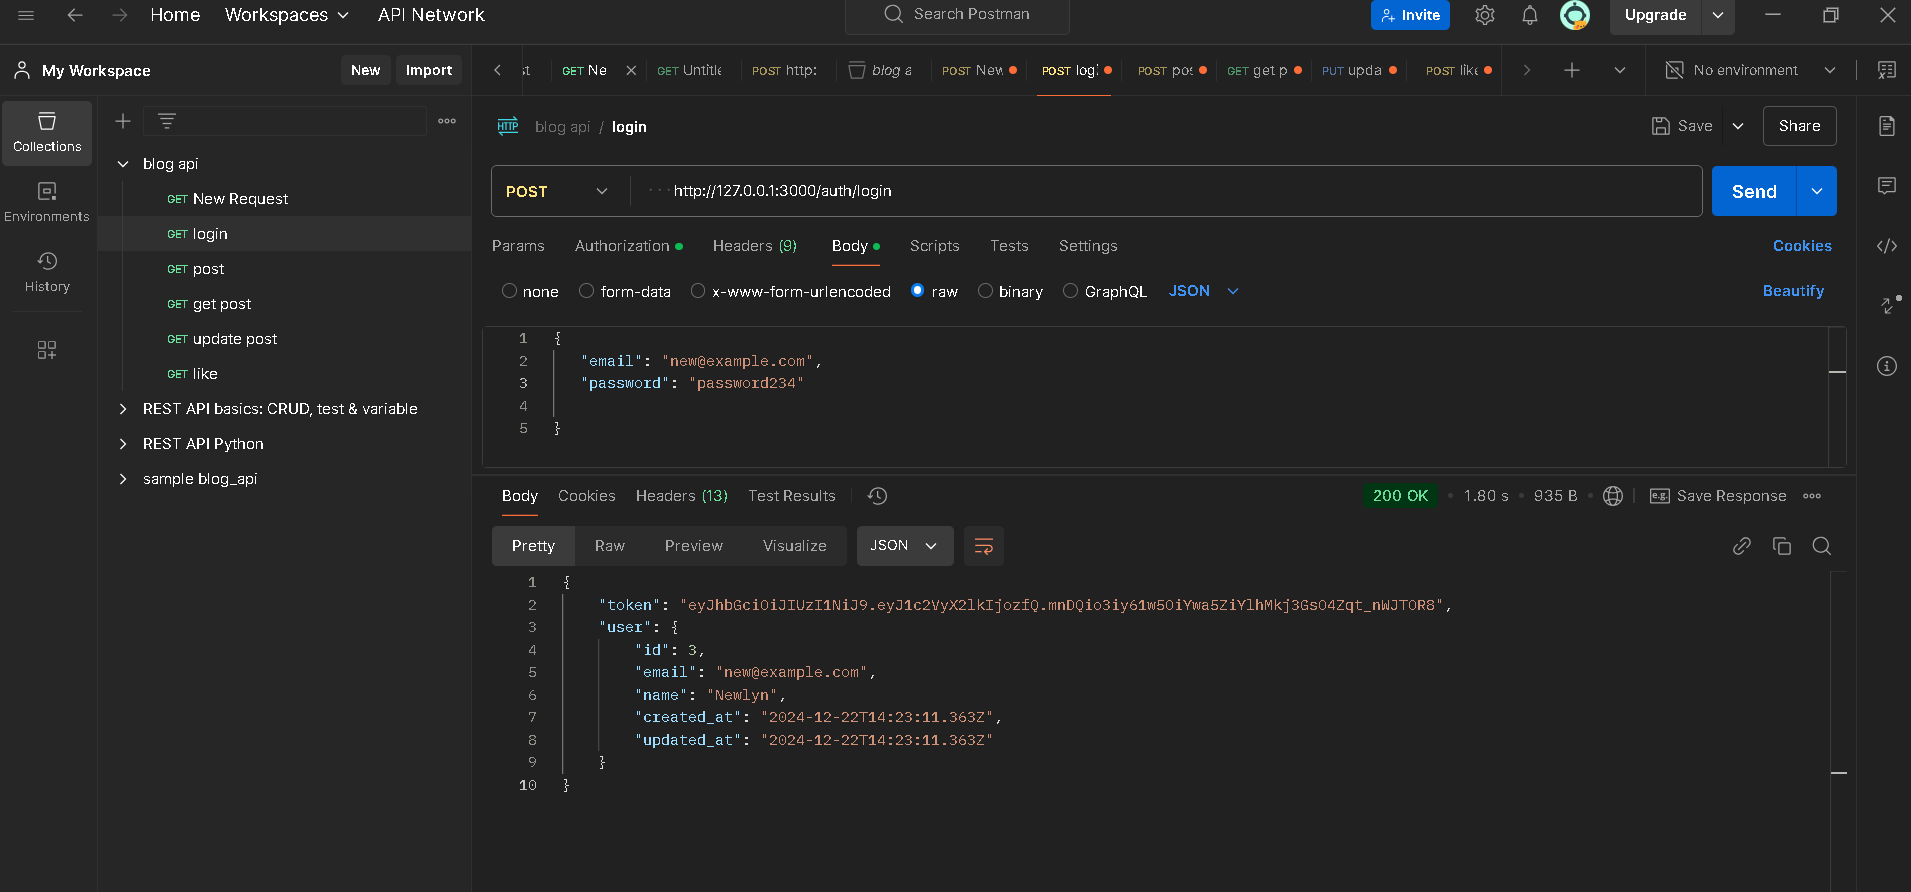 Home Workspaces API Network Search Postman Invite Upgrade
My Workspace New Import st GET Ne GET Untitle POST http: blog a POST New POST logi POST pos GET get p PUT upda POST like No environment
Collections
Environments
History
blog api
GET New Request
GET login
GET post
GET get post
GET update post
GET like
REST API basics: CRUD, test & variable
REST API Python
sample blog_api
HTTP blog api / login Save Share
POST http://127.0.0.1:3000/auth/login Send
Params Authorization Headers (9) Body Scripts Tests Settings Cookies
none form-data x-www-form-urlencoded raw binary GraphQL JSON Beautify
1 {
2 "email": "new@example.com",
3 "password": "password234"
4
5 }
Body Cookies Headers (13) Test Results 200 OK • 1.80 s • 935 B • e.g. Save Response
Pretty Raw Preview Visualize JSON
1 {
2 "token": "eyJhbGciOiJIUzI1NiJ9.eyJ1c2VyX2lkIjozfQ.mnDQio3iy61w5OiYwa5ZiYlhMkj3GsO4Zqt_nWJTOR8",
3 "user": {
4 "id": 3,
5 "email": "new@example.com",
6 "name": "Newlyn",
7 "created_at": "2024-12-22T14:23:11.363Z",
8 "updated_at": "2024-12-22T14:23:11.363Z"
9 }
10 }